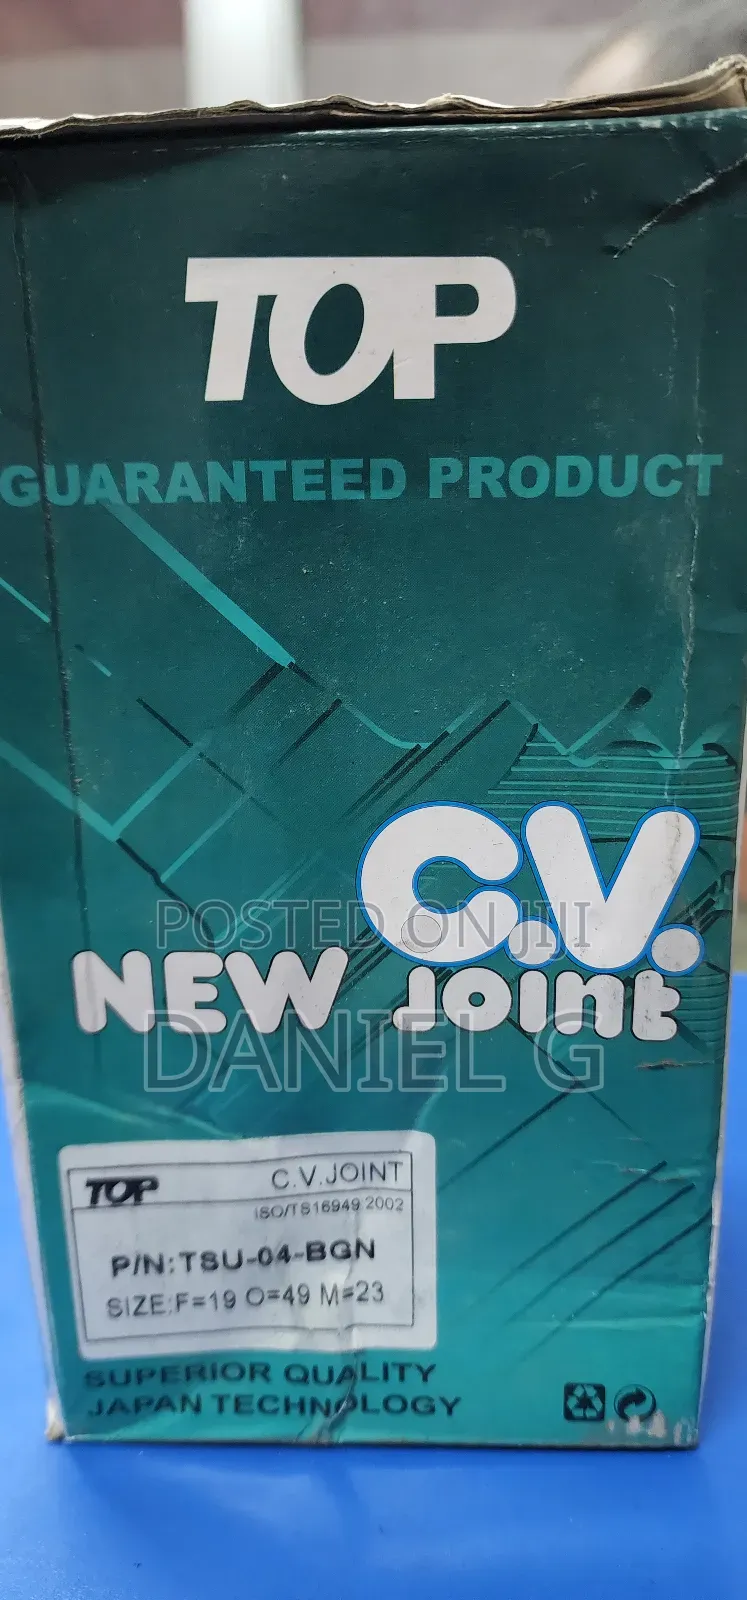 TOP
GUARANTEED PRODUCT
C.V.
NEW JOINT
POSTED ON JIJI
DANIEL G
TOP C.V.JOINT
ISO/TS16949:2002
P/N:TSU-04-BGN
SIZE:F=19 O=49 M=23
SUPERIOR QUALITY
JAPAN TECHNOLOGY